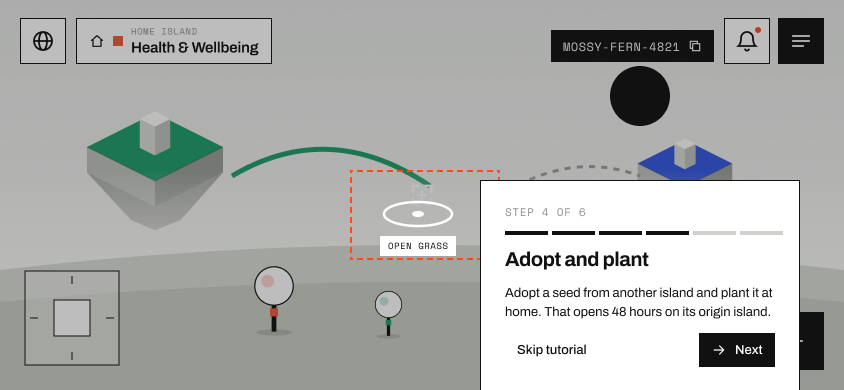 HOME ISLAND
Health & Wellbeing
MOSSY-FERN-4821
OPEN GRASS
STEP 4 OF 6
Adopt and plant
Adopt a seed from another island and plant it at
home. That opens 48 hours on its origin island.
Skip tutorial
Next